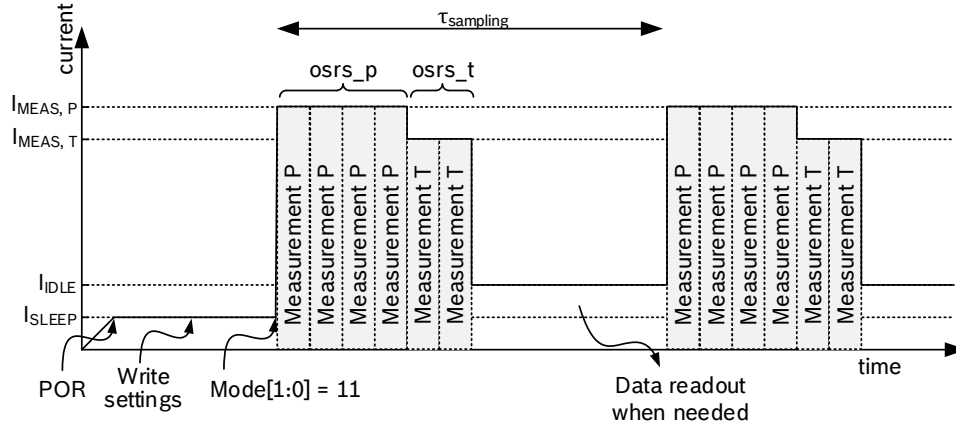 τsampling
current
osrs_p
osrs_t
IMEAS, P
IMEAS, T
Measurement P
Measurement P
Measurement P
Measurement P
Measurement T
Measurement T
Measurement P
Measurement P
Measurement P
Measurement P
Measurement T
Measurement T
IIDLE
ISLEEP
time
POR
Write
settings
Mode[1:0] = 11
Data readout
when needed